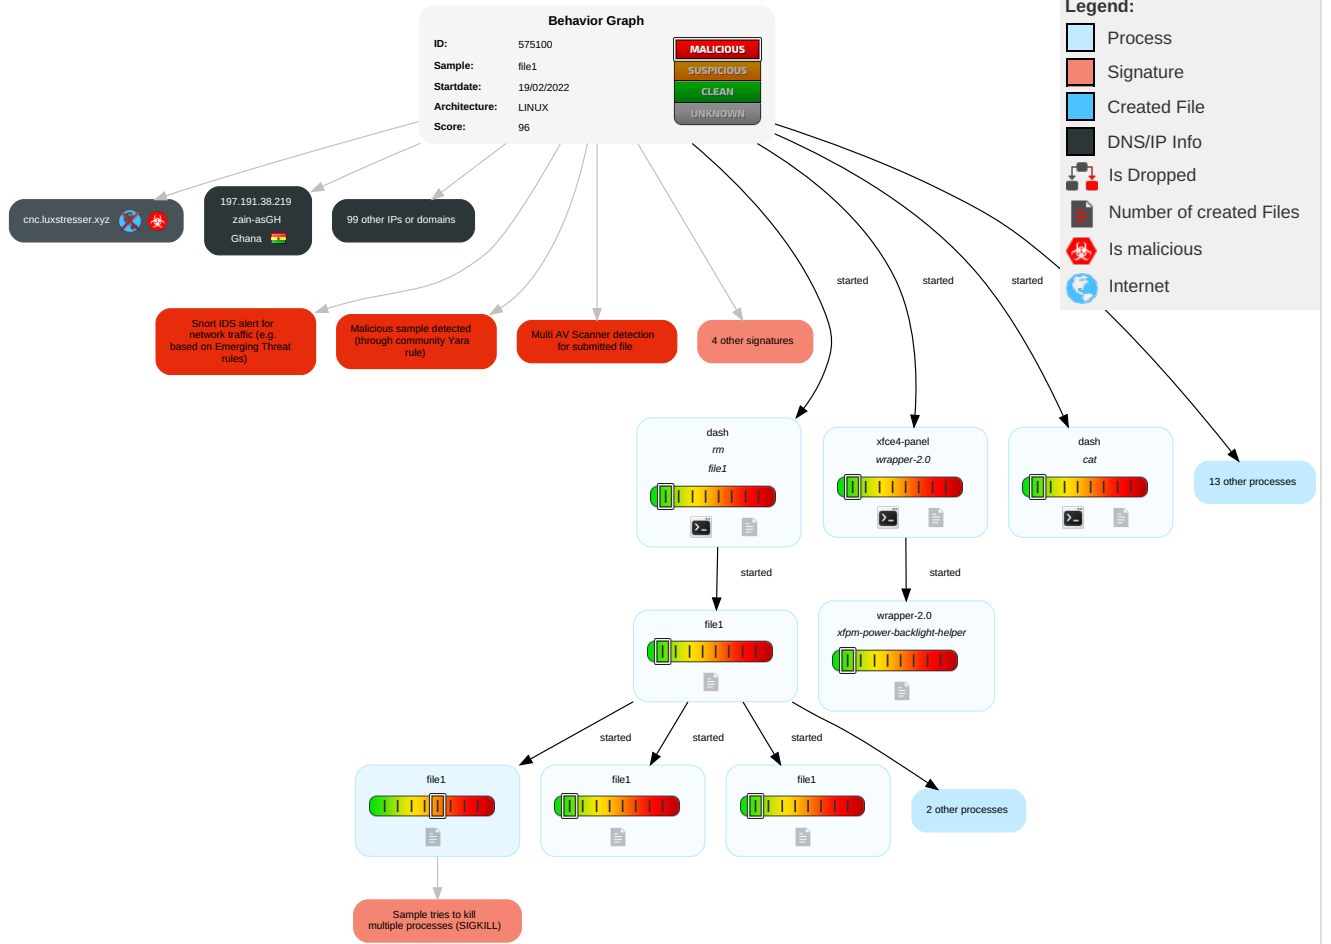 Behavior Graph
ID: 575100
Sample: file1
Startdate: 19/02/2022
Architecture: LINUX
Score: 96
MALICIOUS
SUSPICIOUS
CLEAN
UNKNOWN
Legend:
Process
Signature
Created File
DNS/IP Info
Is Dropped
Number of created Files
Is malicious
Internet
cnc.luxstresser.xyz
197.191.38.219
zain-asGH
Ghana
99 other IPs or domains
started
started
started
Snort IDS alert for
network traffic (e.g.
based on Emerging Threat
rules)
Malicious sample detected
(through community Yara
rule)
Multi AV Scanner detection
for submitted file
4 other signatures
dash
rm
file1
xfce4-panel
wrapper-2.0
dash
cat
13 other processes
started
started
file1
wrapper-2.0
xfpm-power-backlight-helper
started
started
started
file1
file1
file1
2 other processes
Sample tries to kill
multiple processes (SIGKILL)